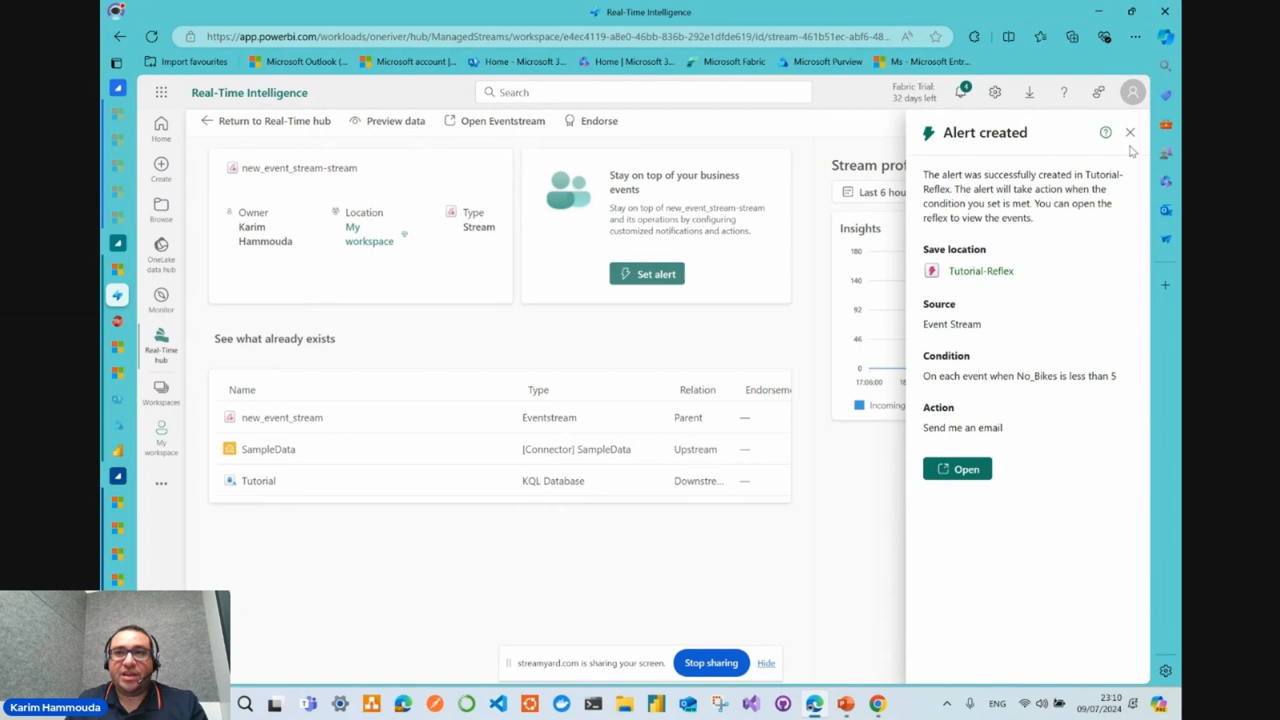 Real-Time Intelligence
https://app.powerbi.com/workloads/oneriver/hub/ManagedStreams/workspace/e4ec4119-a8e0-46bb-836b-292e1dfde619/id/stream-461b51ec-abf6-48...
Import favourites
Microsoft Outlook (...
Microsoft account |...
Home - Microsoft 3...
Home | Microsoft 3...
Microsoft Fabric
Microsoft Purview
Ms - Microsoft Entr...
Real-Time Intelligence
Search
Fabric Trial:
32 days left
4
Home
Create
Browse
OneLake
data hub
Monitor
Real-Time
hub
Workspaces
My
workspace
Return to Real-Time hub
Preview data
Open Eventstream
Endorse
new_event_stream-stream
Owner
Karim
Hammouda
Location
My
workspace
Type
Stream
Stay on top of your business
events
Stay on top of new_event_stream-stream
and its operations by configuring
customized notifications and actions.
Set alert
See what already exists
Name Type Relation Endorseme
new_event_stream Eventstream Parent —
SampleData [Connector] SampleData Upstream —
Tutorial KQL Database Downstre... —
Stream prof
Last 6 hou
Insights
180
140
92
46
0
17:06:00 18
Incoming
Alert created
The alert was successfully created in Tutorial-
Reflex. The alert will take action when the
condition you set is met. You can open the
reflex to view the events.
Save location
Tutorial-Reflex
Source
Event Stream
Condition
On each event when No_Bikes is less than 5
Action
Send me an email
Open
streamyard.com is sharing your screen.
Stop sharing
Hide
Karim Hammouda
ENG
23:10
09/07/2024